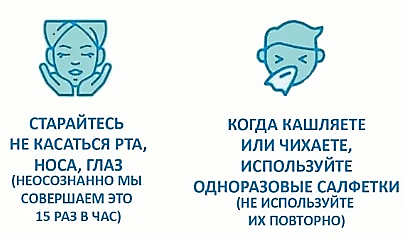 СТАРАЙТЕСЬ
НЕ КАСАТЬСЯ РТА,
НОСА, ГЛАЗ
(НЕОСОЗНАННО МЫ
СОВЕРШАЕМ ЭТО
15 РАЗ В ЧАС)
КОГДА КАШЛЯЕТЕ
ИЛИ ЧИХАЕТЕ,
ИСПОЛЬЗУЙТЕ
ОДНОРАЗОВЫЕ САЛФЕТКИ
(НЕ ИСПОЛЬЗУЙТЕ
ИХ ПОВТОРНО)